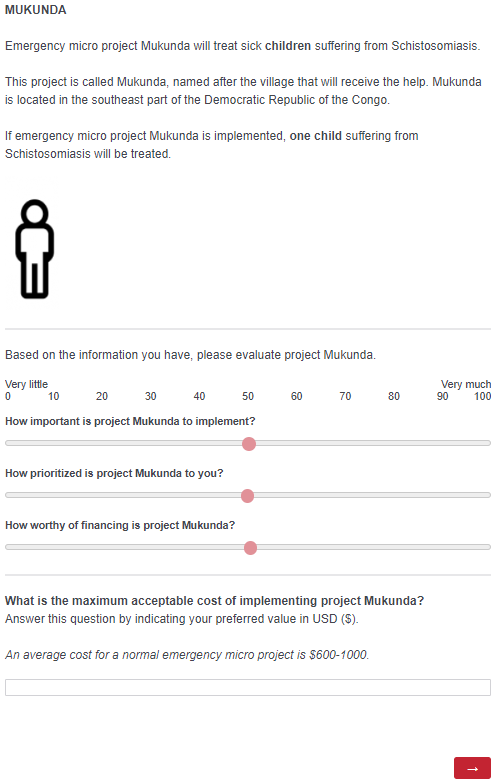 MUKUNDA
Emergency micro project Mukunda will treat sick children suffering from Schistosomiasis.
This project is called Mukunda, named after the village that will receive the help. Mukunda
is located in the southeast part of the Democratic Republic of the Congo.
If emergency micro project Mukunda is implemented, one child suffering from
Schistosomiasis will be treated.
Based on the information you have, please evaluate project Mukunda.
Very little Very much
0 10 20 30 40 50 60 70 80 90 100
How important is project Mukunda to implement?
How prioritized is project Mukunda to you?
How worthy of financing is project Mukunda?
What is the maximum acceptable cost of implementing project Mukunda?
Answer this question by indicating your preferred value in USD ($).
An average cost for a normal emergency micro project is $600-1000.
→